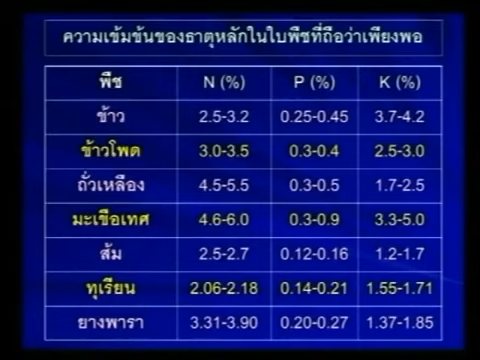 ความเข้มข้นของธาตุหลักในใบพืชที่ถือว่าเพียงพอ
พืช N (%) P (%) K (%)
ข้าว 2.5-3.2 0.25-0.45 3.7-4.2
ข้าวโพด 3.0-3.5 0.3-0.4 2.5-3.0
ถั่วเหลือง 4.5-5.5 0.3-0.5 1.7-2.5
มะเขือเทศ 4.6-6.0 0.3-0.9 3.3-5.0
ส้ม 2.5-2.7 0.12-0.16 1.2-1.7
ทุเรียน 2.06-2.18 0.14-0.21 1.55-1.71
ยางพารา 3.31-3.90 0.20-0.27 1.37-1.85